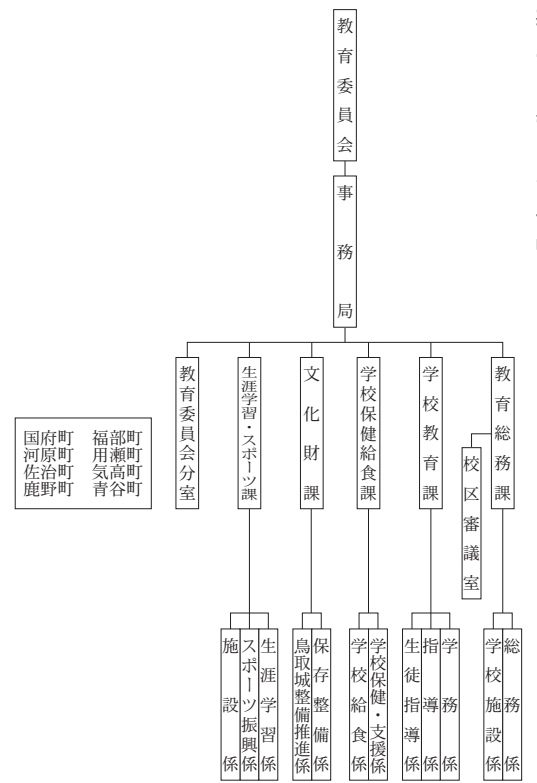 教育委員会
事務局
教育総務課
校区審議室
学校教育課
学校保健給食課
文化財課
生涯学習・スポーツ課
教育委員会分室
総務係
学校施設係
学務係
指導係
生徒指導係
学校保健・支援係
学校給食係
保存整備係
鳥取城整備推進係
生涯学習係
スポーツ振興係
施設係
国府町 福部町
河原町 用瀬町
佐治町 気高町
鹿野町 青谷町